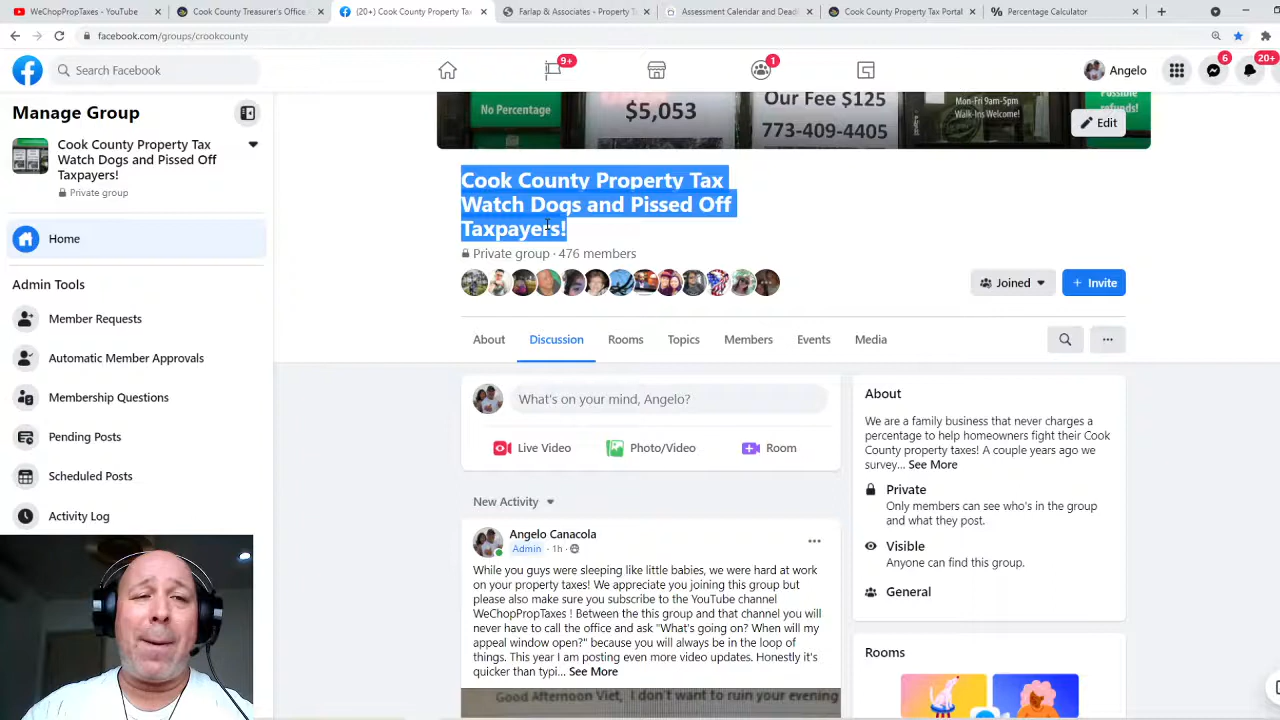 WeChopPropTaxes - YouTube
Cook County Treasurer's Office
(20+) Cook County Property Ta
Farlap & Associates - Property T
Assessment Calendar and Deadl
Cook County Property Tax Portal
Percentage Calculator
facebook.com/groups/crookcounty
Search Facebook
9+
1
Angelo
6
20+
Manage Group
Cook County Property Tax
Watch Dogs and Pissed Off
Taxpayers!
Private group
Home
Admin Tools
Member Requests
Automatic Member Approvals
Membership Questions
Pending Posts
Scheduled Posts
Activity Log
No Percentage
$5,053
Our Fee $125
773-409-4405
Mon-Fri 9am-5pm
Walk-Ins Welcome!
Possible
refunds!
Edit
Cook County Property Tax
Watch Dogs and Pissed Off
Taxpayers!
Private group · 476 members
Joined
+ Invite
About
Discussion
Rooms
Topics
Members
Events
Media
What's on your mind, Angelo?
Live Video
Photo/Video
Room
New Activity
Angelo Canacola
Admin · 1h ·
While you guys were sleeping like little babies, we were hard at work
on your property taxes! We appreciate you joining this group but
please also make sure you subscribe to the YouTube channel
WeChopPropTaxes ! Between the this group and that channel you will
never have to call the office and ask "What's going on? When will my
appeal window open?" because you will always be in the loop of
things. This year I am posting even more video updates. Honestly it's
quicker than typi... See More
Good Afternoon Viet, I don't want to ruin your evening
About
We are a family business that never charges a
percentage to help homeowners fight their Cook
County property taxes! A couple years ago we
survey... See More
Private
Only members can see who's in the group
and what they post.
Visible
Anyone can find this group.
General
Rooms